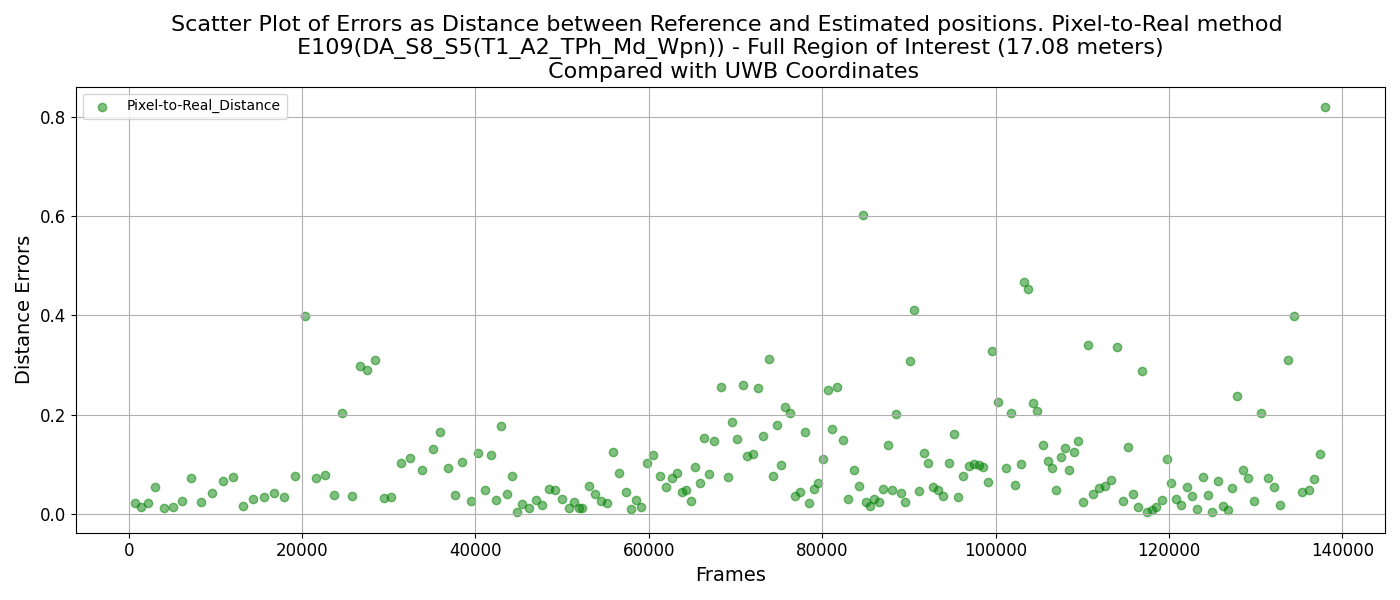 Scatter Plot of Errors as Distance between Reference and Estimated positions. Pixel-to-Real method
E109(DA_S8_S5(T1_A2_TPh_Md_Wpn)) - Full Region of Interest (17.08 meters)
Compared with UWB Coordinates
Pixel-to-Real_Distance
Distance Errors
0.8
0.6
0.4
0.2
0.0
0 20000 40000 60000 80000 100000 120000 140000
Frames